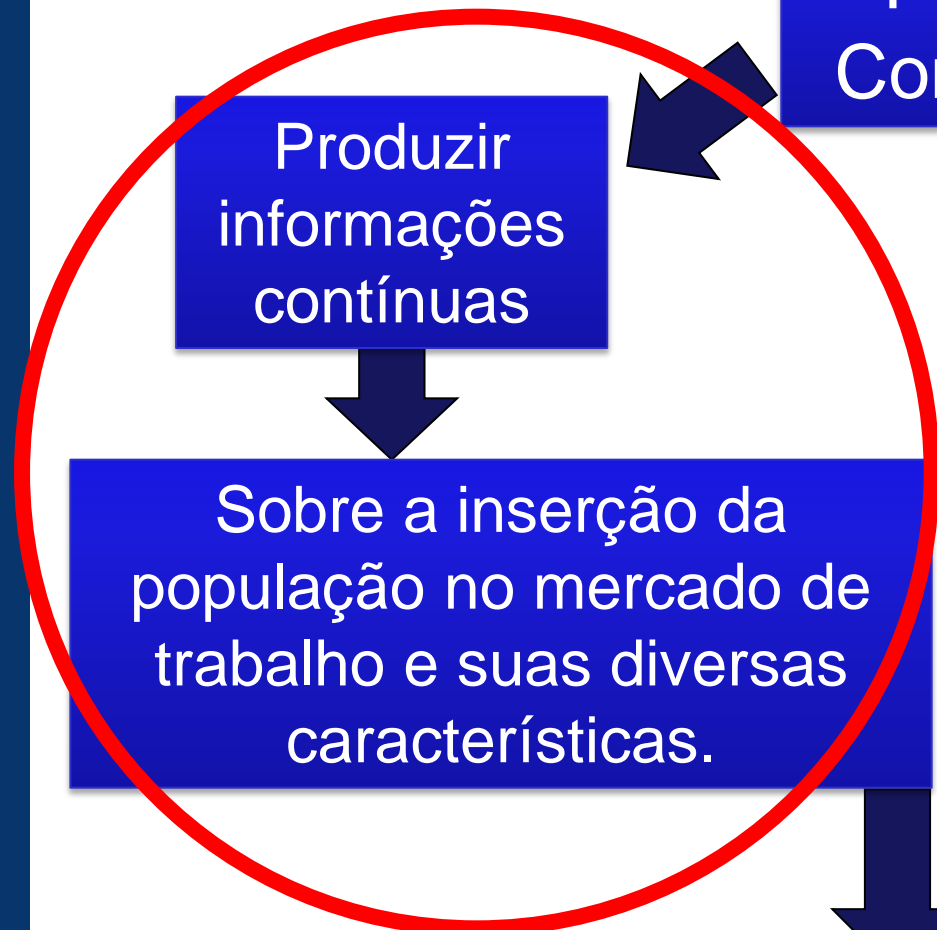 Produzir
informações
contínuas
Sobre a inserção da
população no mercado de
trabalho e suas diversas
características.